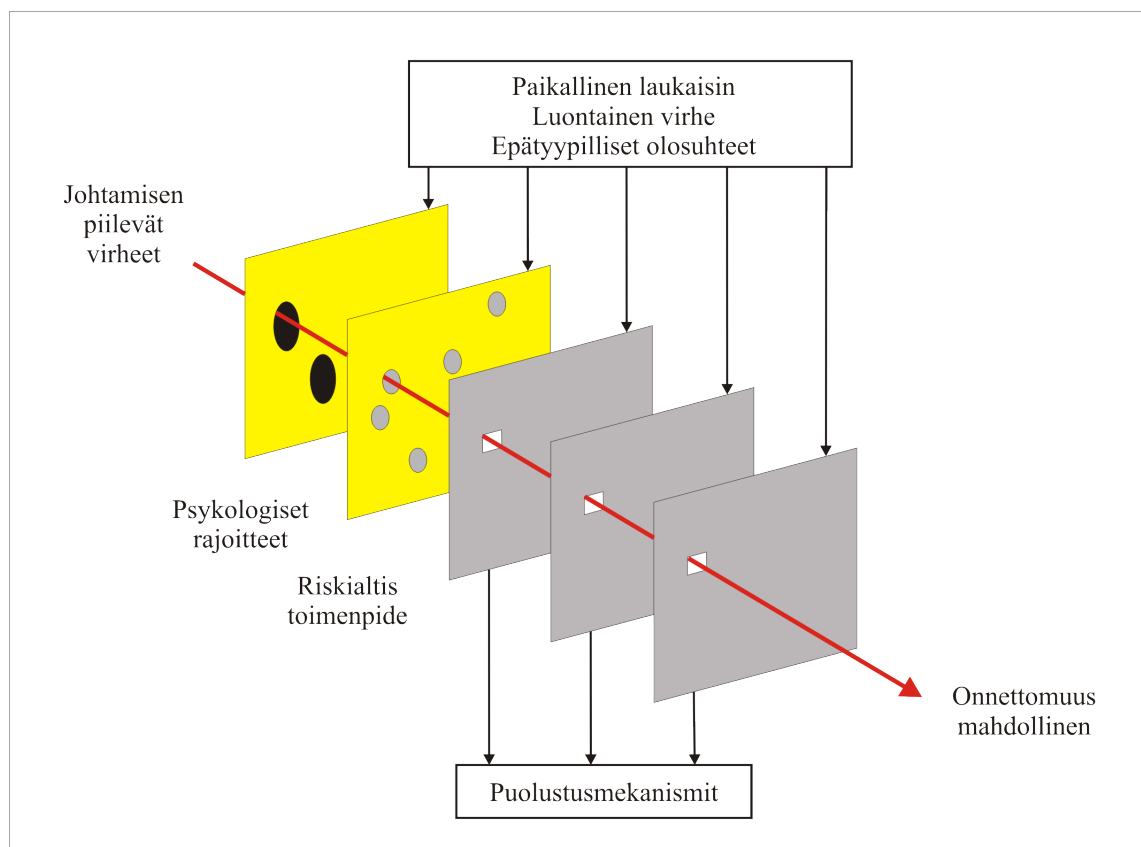 Paikallinen laukaisin
Luontainen virhe
Epätyypilliset olosuhteet
Johtamisen
piilevät
virheet
Psykologiset
rajoitteet
Riskialtis
toimenpide
Onnettomuus
mahdollinen
Puolustusmekanismit